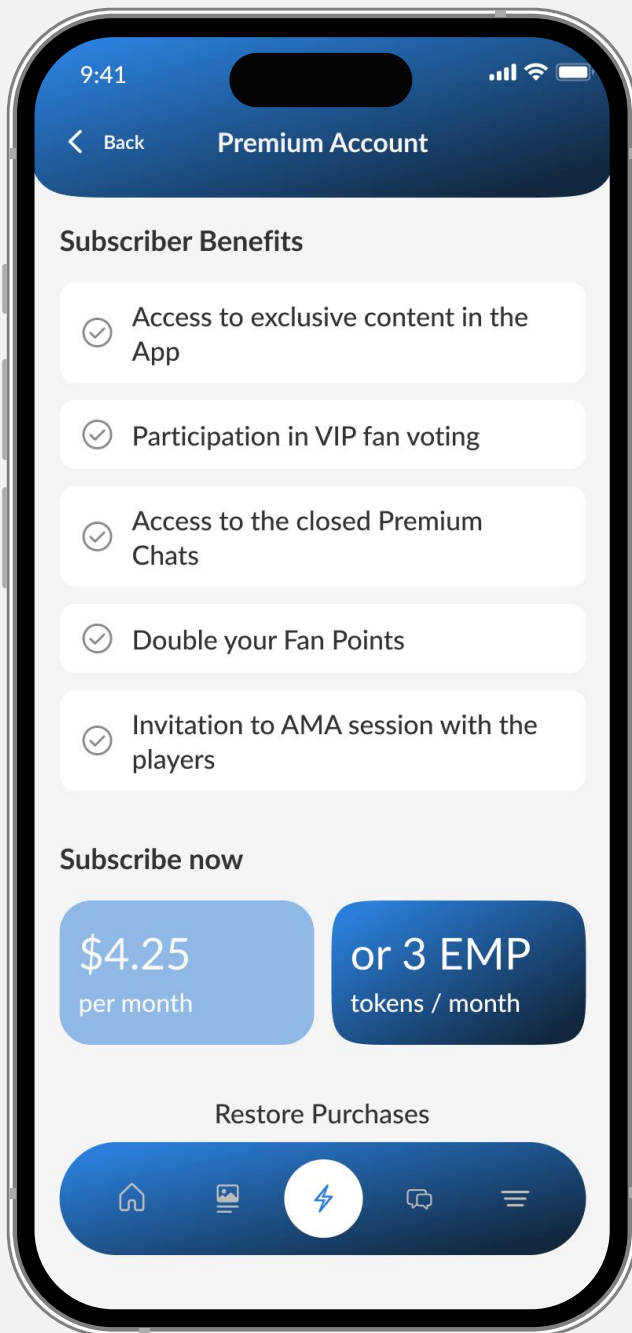 9:41
Back
Premium Account
Subscriber Benefits
Access to exclusive content in the
App
Participation in VIP fan voting
Access to the closed Premium
Chats
Double your Fan Points
Invitation to AMA session with the
players
Subscribe now
$4.25
per month
or 3 EMP
tokens / month
Restore Purchases